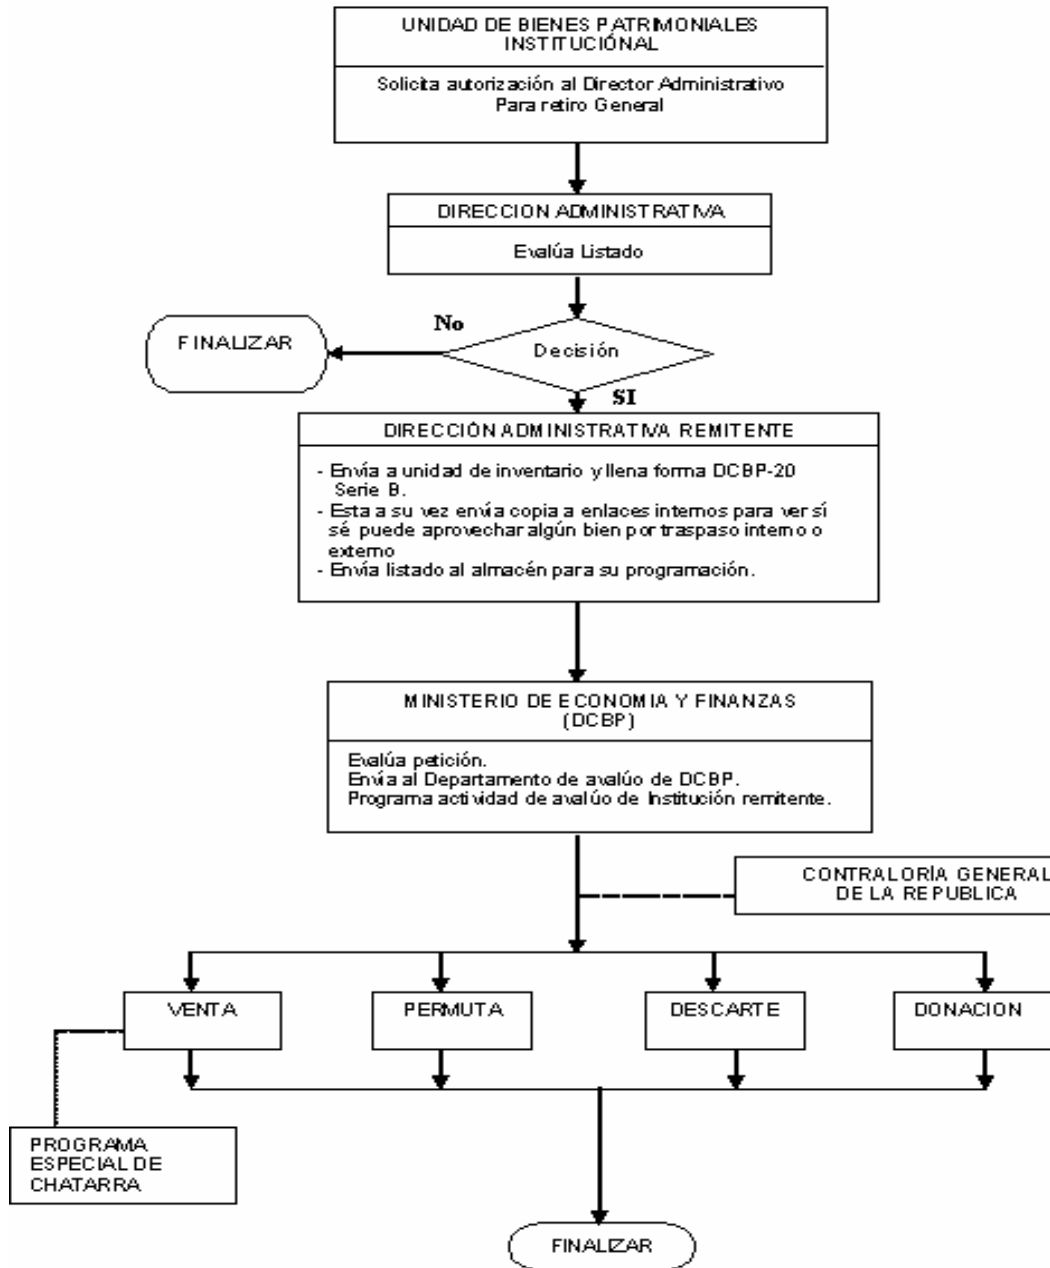 UNIDAD DE BIENES PATRIMONIALES
INSTITUCIÓNAL
Solicita autorización al Director Administrativo
Para retiro General
DIRECCION ADMINISTRATIVA
Evalúa Listado
No
FINALIZAR
Decisión
SI
DIRECCIÓN ADMINISTRATIVA REMITENTE
- Envía a unidad de inventario y llena forma DCBP-20
Serie B.
- Esta a su vez envía copia a enlaces internos para ver sí
sé puede aprovechar algún bien por traspaso interno o
externo
- Envía listado al almacén para su programación.
MINISTERIO DE ECONOMIA Y FINANZAS
(DCBP)
Evalúa petición.
Envía al Departamento de avalúo de DCBP.
Programa actividad de avalúo de Institución remitente.
CONTRALORÍA GENERAL
DE LA REPUBLICA
VENTA
PERMUTA
DESCARTE
DONACION
PROGRAMA
ESPECIAL DE
CHATARRA
FINALIZAR